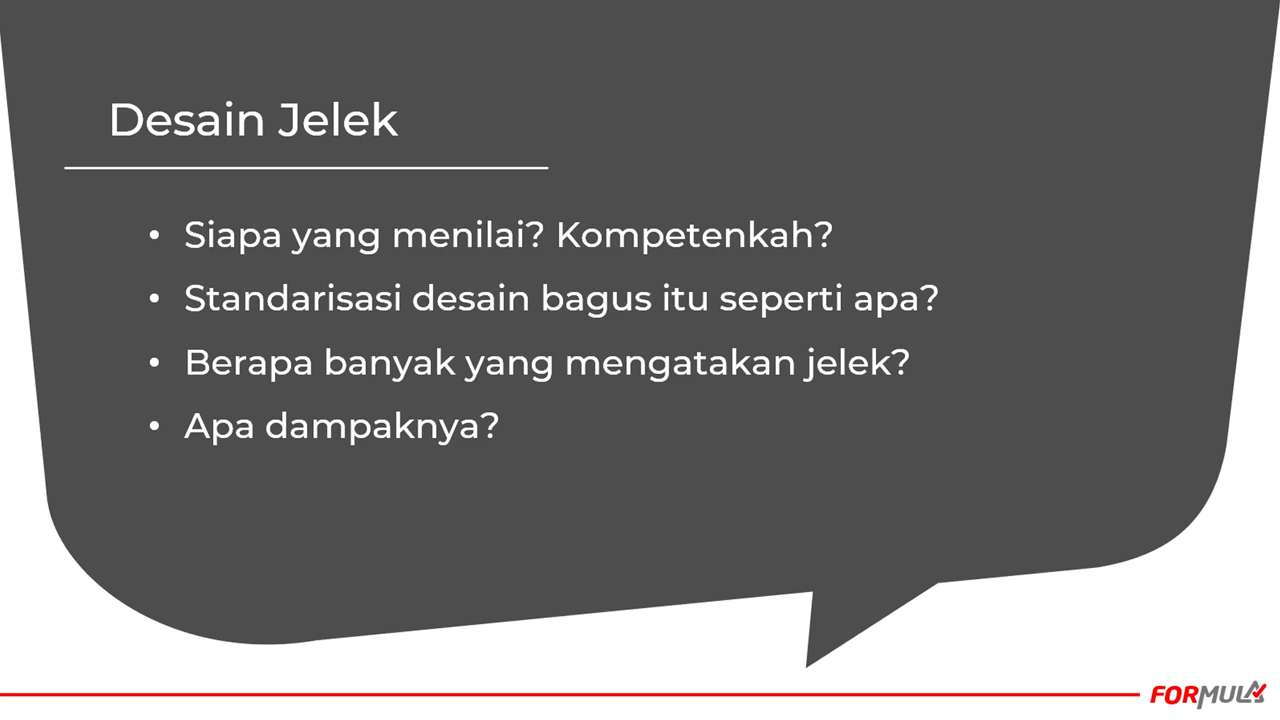 Desain Jelek
• Siapa yang menilai? Kompetenkah?
• Standarisasi desain bagus itu seperti apa?
• Berapa banyak yang mengatakan jelek?
• Apa dampaknya?
FORMULA